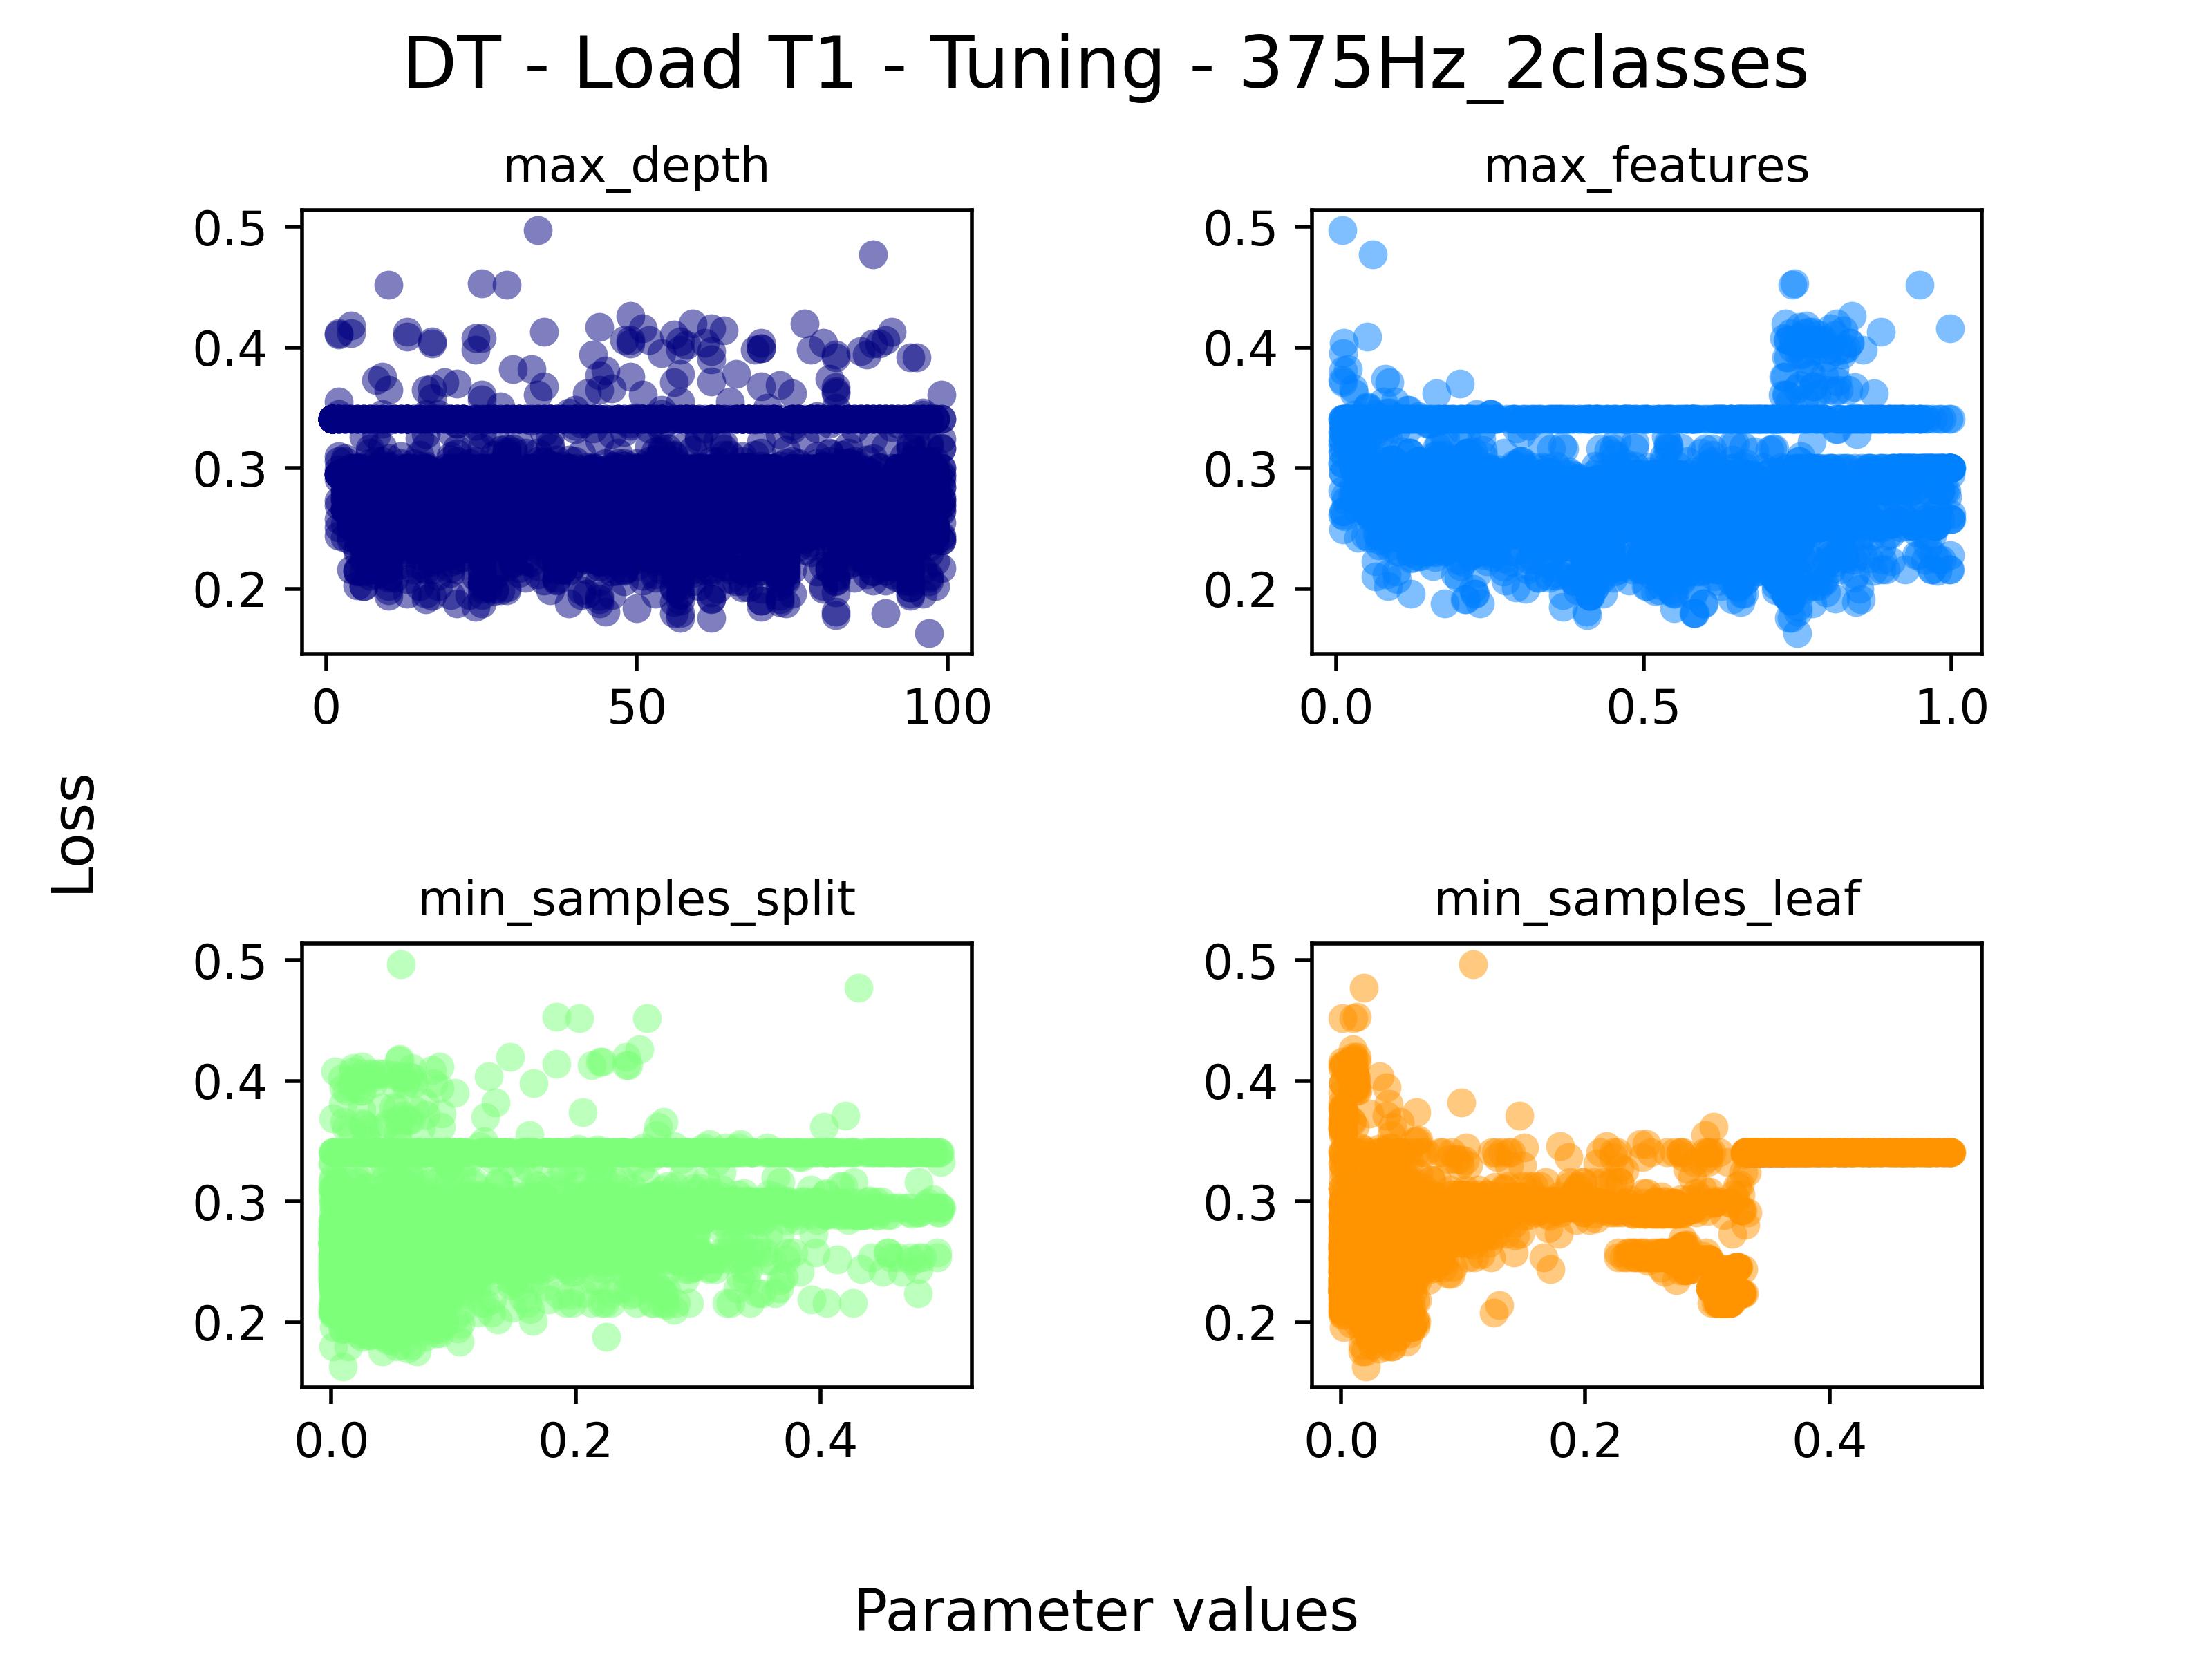 DT - Load T1 - Tuning - 375Hz_2classes
max_depth
0.5
0.4
0.3
0.2
0 50 100
max_features
0.5
0.4
0.3
0.2
0.0 0.5 1.0
Loss
min_samples_split
0.5
0.4
0.3
0.2
0.0 0.2 0.4
min_samples_leaf
0.5
0.4
0.3
0.2
0.0 0.2 0.4
Parameter values